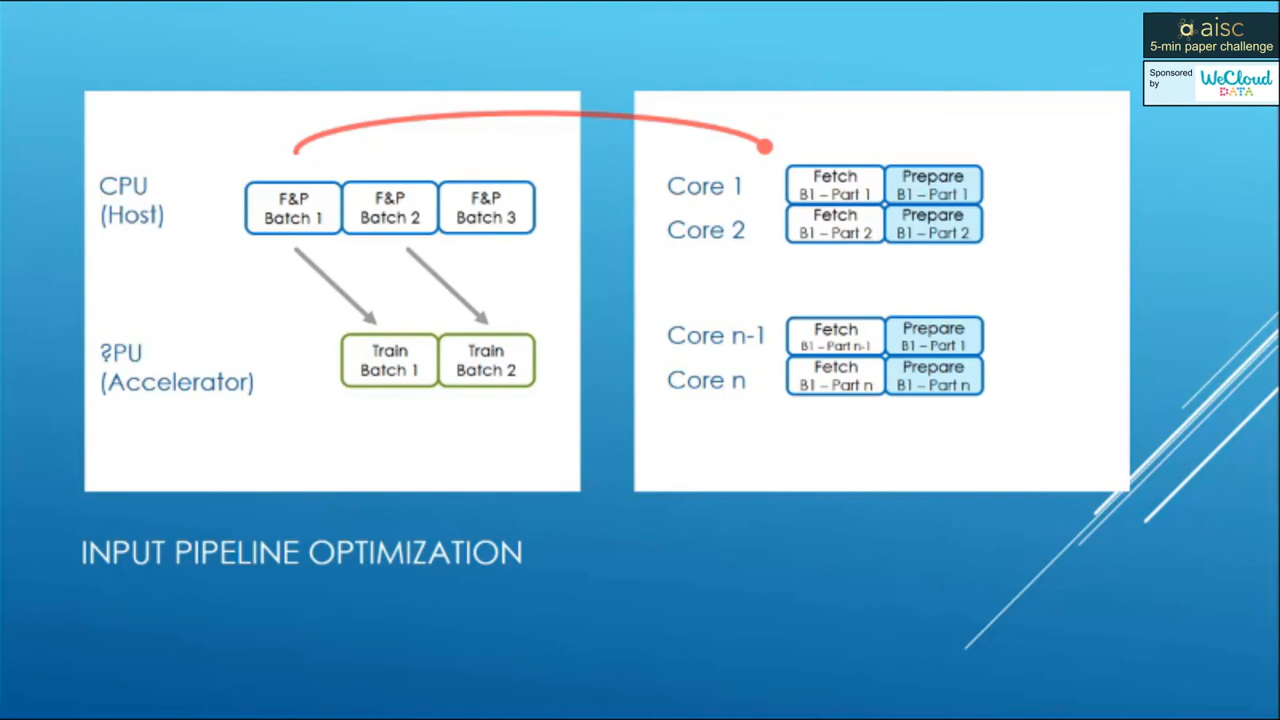 aisc
5-min paper challenge
Sponsored
by
WeCloud
DATA
CPU
(Host)
F&P
Batch 1
F&P
Batch 2
F&P
Batch 3
?PU
(Accelerator)
Train
Batch 1
Train
Batch 2
Core 1
Fetch
B1 – Part 1
Prepare
B1 – Part 1
Core 2
Fetch
B1 – Part 2
Prepare
B1 – Part 2
Core n-1
Fetch
B1 – Part n-1
Prepare
B1 – Part 1
Core n
Fetch
B1 – Part n
Prepare
B1 – Part n
INPUT PIPELINE OPTIMIZATION